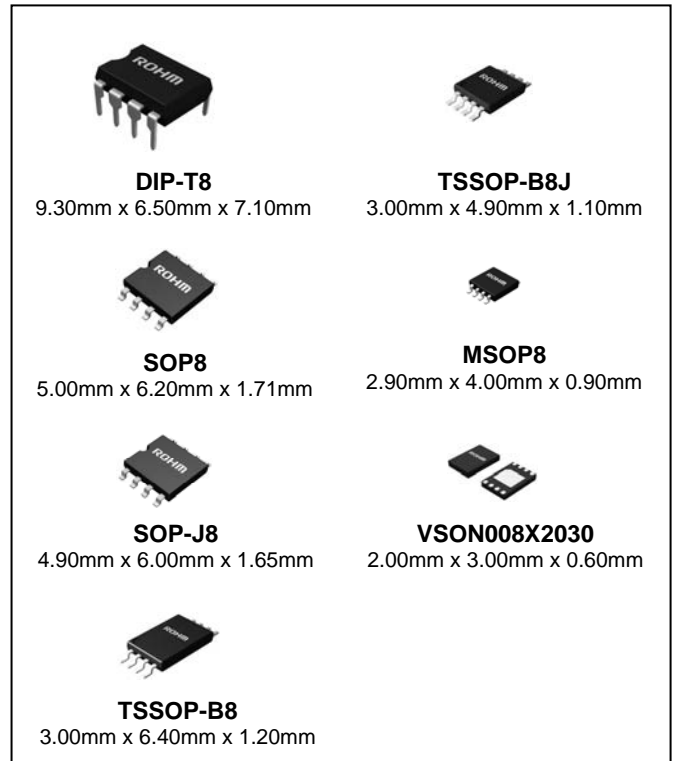 ROHM
DIP-T8
9.30mm x 6.50mm x 7.10mm
ROHM
TSSOP-B8J
3.00mm x 4.90mm x 1.10mm
ROHM
SOP8
5.00mm x 6.20mm x 1.71mm
ROHM
MSOP8
2.90mm x 4.00mm x 0.90mm
ROHM
SOP-J8
4.90mm x 6.00mm x 1.65mm
ROHM
VSON008X2030
2.00mm x 3.00mm x 0.60mm
ROHM
TSSOP-B8
3.00mm x 6.40mm x 1.20mm